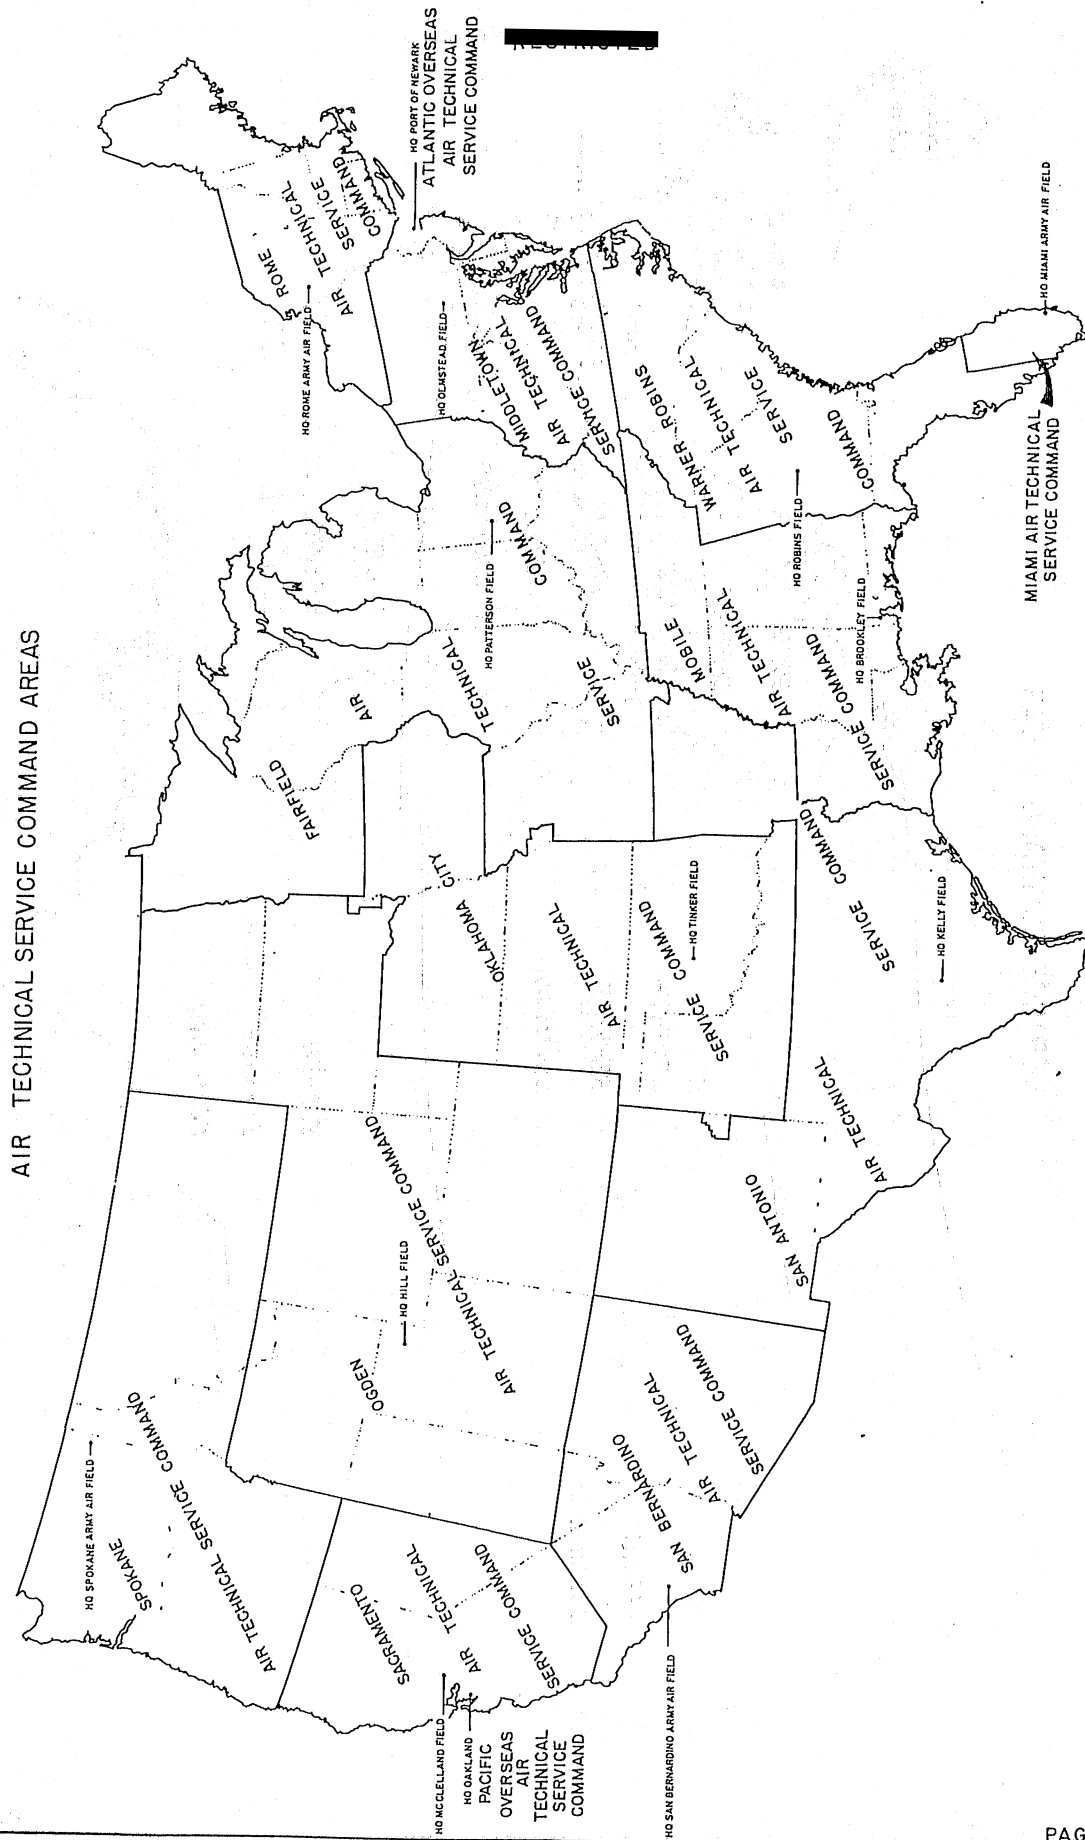 AIR TECHNICAL SERVICE COMMAND AREAS
RESTRICTED
HQ SPOKANE ARMY AIR FIELD
SPOKANE
AIR TECHNICAL SERVICE COMMAND
HQ MCCLELLAND FIELD
SACRAMENTO
AIR TECHNICAL
SERVICE COMMAND
HQ OAKLAND
PACIFIC
OVERSEAS
AIR
TECHNICAL
SERVICE
COMMAND
HQ SAN BERNARDINO ARMY AIR FIELD
SAN BERNARDINO
AIR TECHNICAL
SERVICE COMMAND
HQ HILL FIELD
OGDEN
AIR TECHNICAL SERVICE COMMAND
SAN ANTONIO
AIR TECHNICAL
SERVICE COMMAND
HQ KELLY FIELD
OKLAHOMA CITY
AIR TECHNICAL
SERVICE COMMAND
HQ TINKER FIELD
FAIRFIELD
AIR
TECHNICAL
SERVICE
COMMAND
HQ PATTERSON FIELD
MOBILE
AIR TECHNICAL
SERVICE COMMAND
HQ BROOKLEY FIELD
WARNER ROBINS
AIR TECHNICAL
SERVICE
COMMAND
HQ ROBINS FIELD
MIAMI AIR TECHNICAL
SERVICE COMMAND
HQ MIAMI ARMY AIR FIELD
MIDDLETOWN
AIR TECHNICAL
SERVICE COMMAND
HQ OLMSTEAD FIELD
ROME
AIR TECHNICAL
SERVICE
COMMAND
HQ ROME ARMY AIR FIELD
HQ PORT OF NEWARK
ATLANTIC OVERSEAS
AIR TECHNICAL
SERVICE COMMAND
PAG